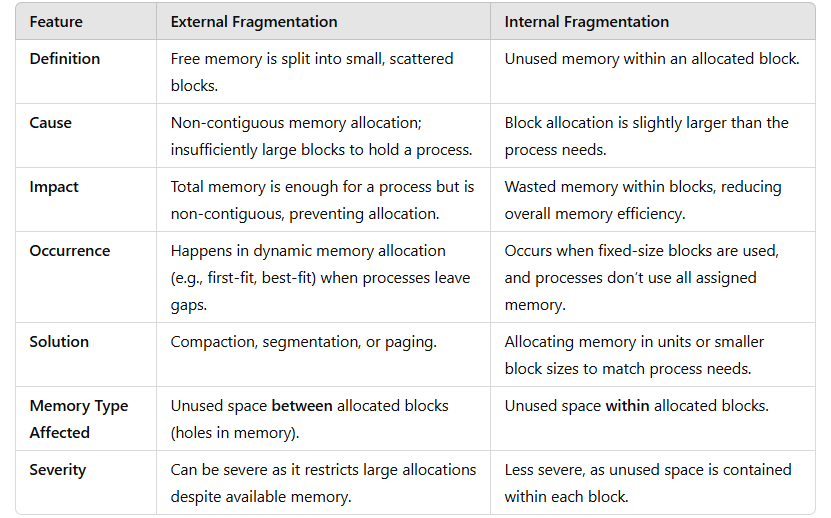 Feature External Fragmentation Internal Fragmentation
Definition Free memory is split into small, scattered Unused memory within an allocated block.
blocks.
Cause Non-contiguous memory allocation; Block allocation is slightly larger than the
insufficiently large blocks to hold a process. process needs.
Impact Total memory is enough for a process but is Wasted memory within blocks, reducing
non-contiguous, preventing allocation. overall memory efficiency.
Occurrence Happens in dynamic memory allocation Occurs when fixed-size blocks are used,
(e.g., first-fit, best-fit) when processes leave and processes don't use all assigned
gaps. memory.
Solution Compaction, segmentation, or paging. Allocating memory in units or smaller
block sizes to match process needs.
Memory Type Unused space between allocated blocks Unused space within allocated blocks.
Affected (holes in memory).
Severity Can be severe as it restricts large allocations Less severe, as unused space is contained
despite available memory. within each block.